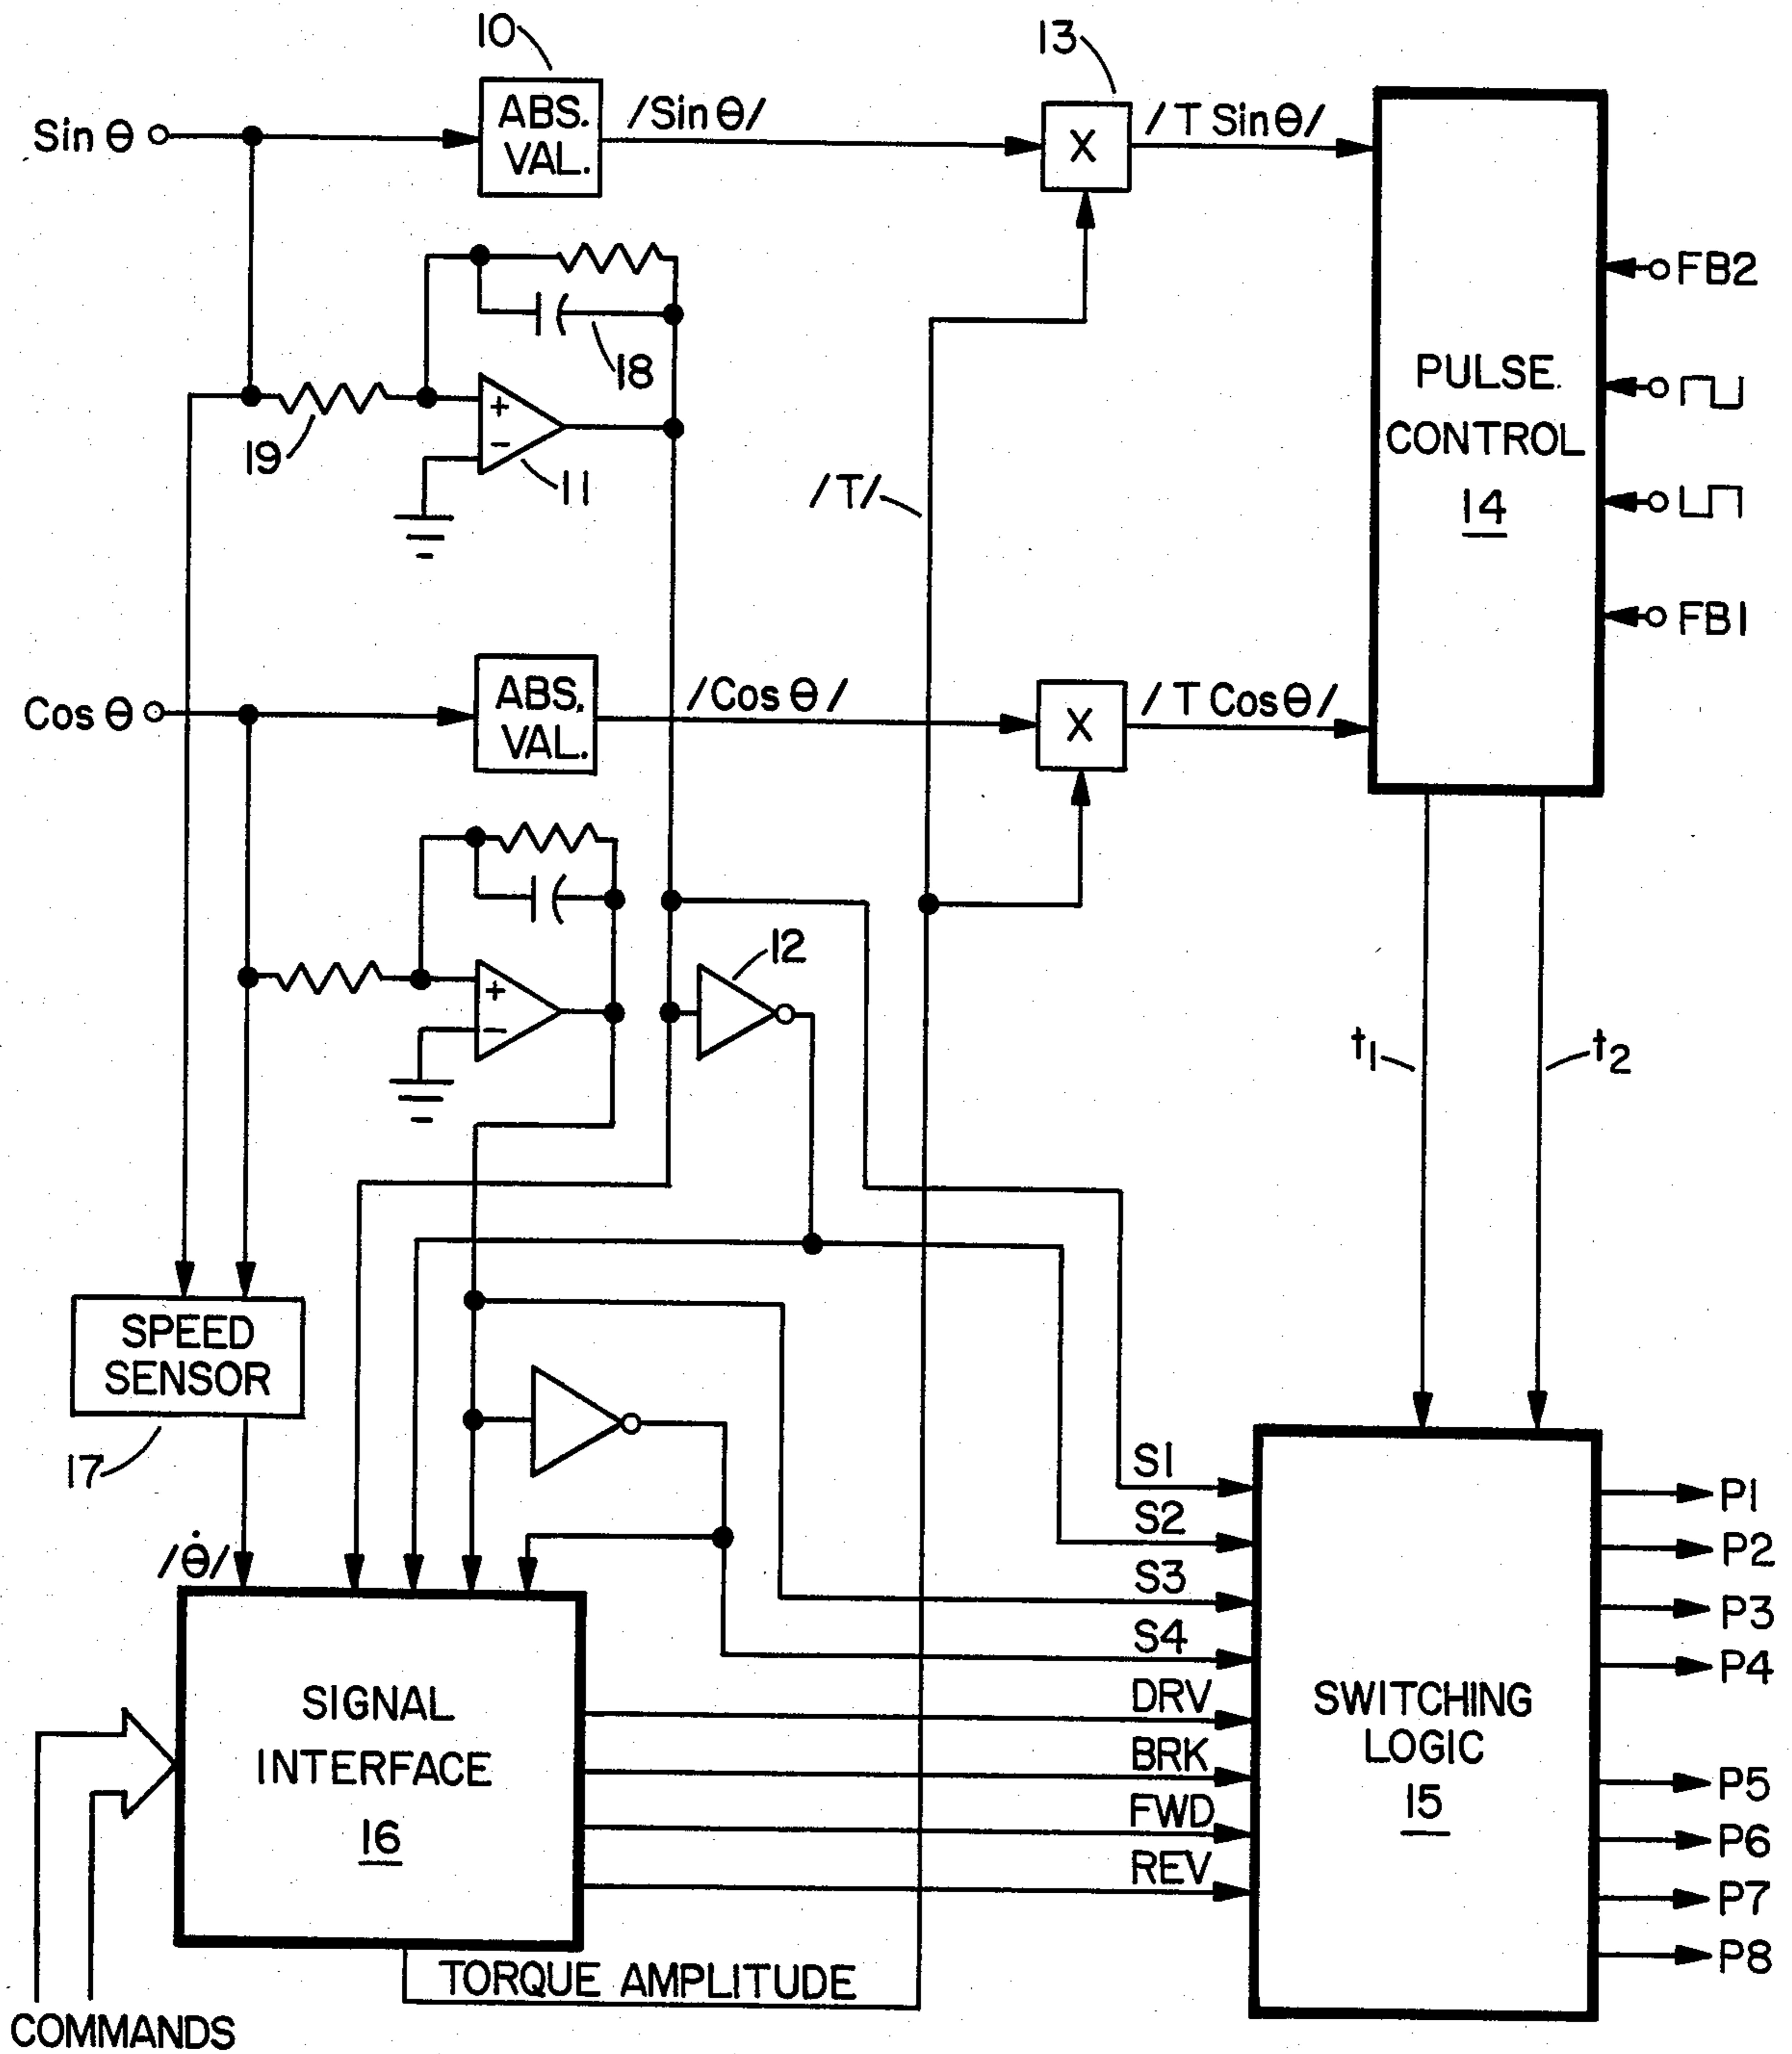 10
13
Sin θ
ABS.
VAL.
/Sin θ/
X
/T Sin θ/
FB2
18
PULSE
CONTROL
14
19
+
-
11
/T/
FB1
Cos θ
ABS.
VAL.
/Cos θ/
X
/T Cos θ/
12
+
-
t1
t2
SPEED
SENSOR
17
S1
S2
S3
S4
/θ̇/
P1
P2
P3
P4
SIGNAL
INTERFACE
16
DRV
BRK
FWD
REV
SWITCHING
LOGIC
15
P5
P6
P7
P8
TORQUE AMPLITUDE
COMMANDS